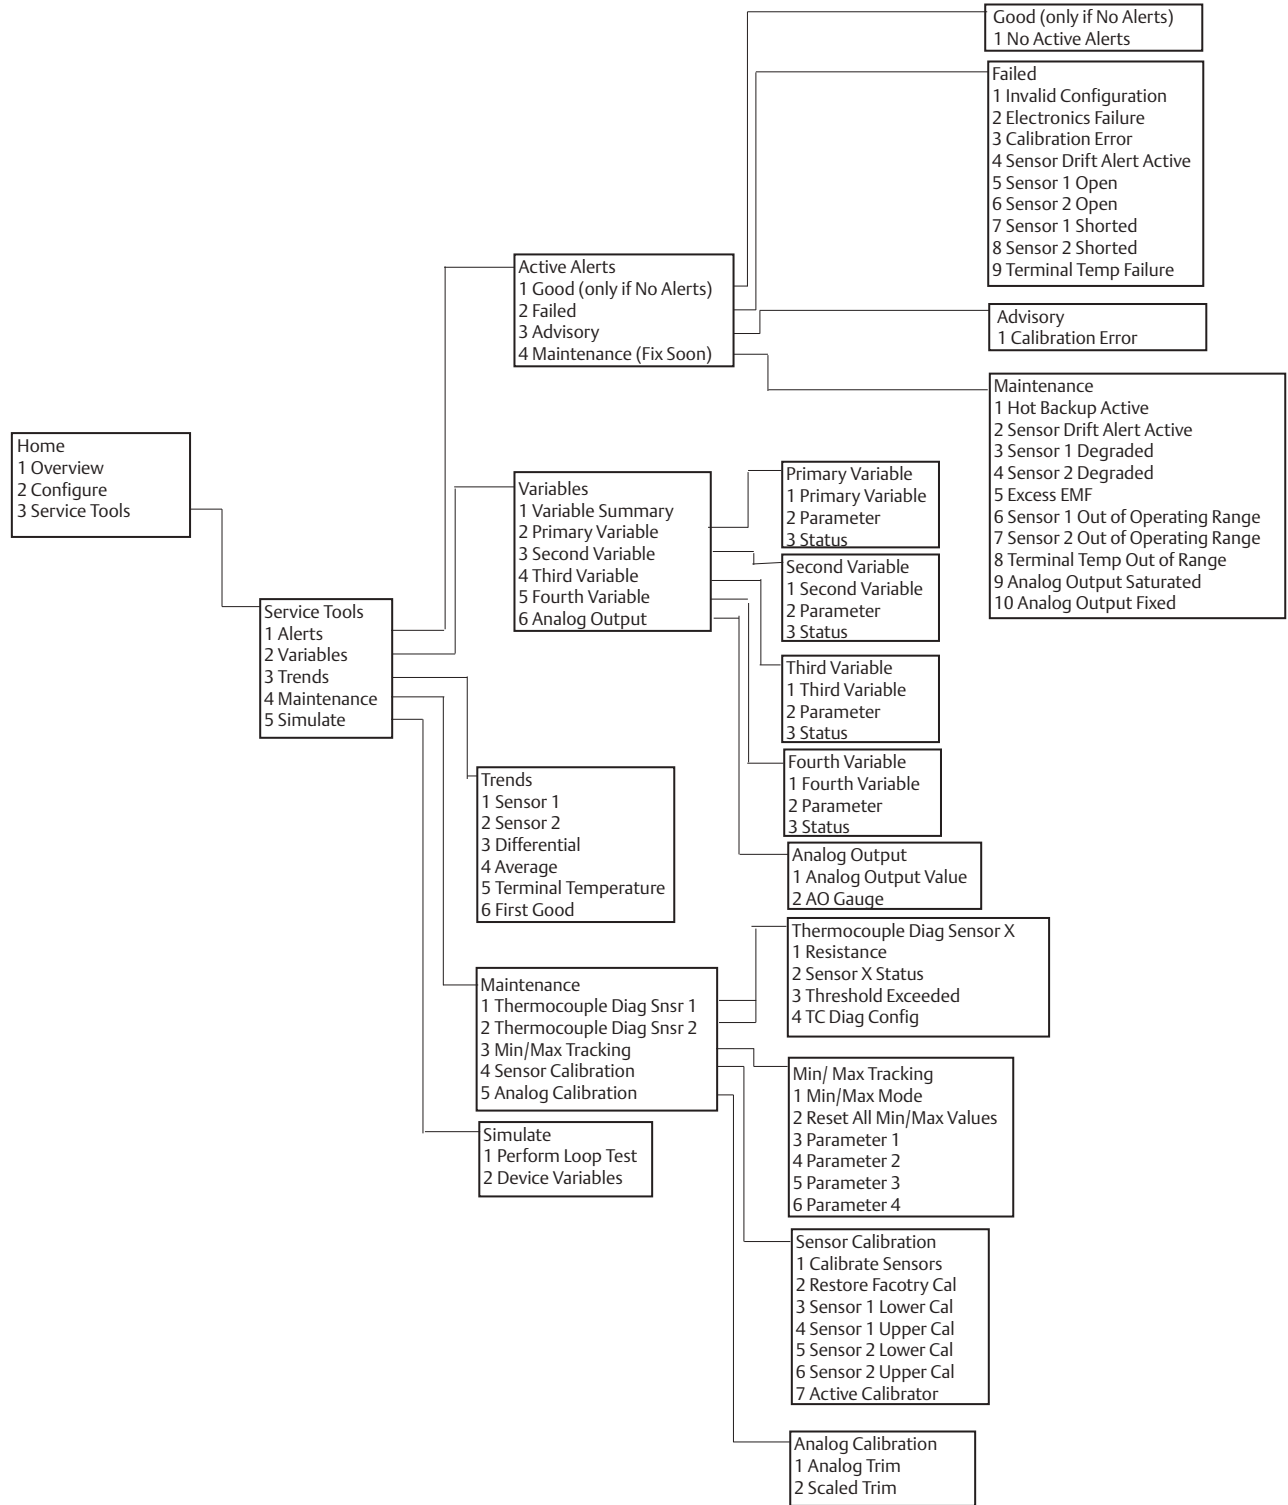 Home
1 Overview
2 Configure
3 Service Tools
Service Tools
1 Alerts
2 Variables
3 Trends
4 Maintenance
5 Simulate
Active Alerts
1 Good (only if No Alerts)
2 Failed
3 Advisory
4 Maintenance (Fix Soon)
Variables
1 Variable Summary
2 Primary Variable
3 Second Variable
4 Third Variable
5 Fourth Variable
6 Analog Output
Trends
1 Sensor 1
2 Sensor 2
3 Differential
4 Average
5 Terminal Temperature
6 First Good
Maintenance
1 Thermocouple Diag Snsr 1
2 Thermocouple Diag Snsr 2
3 Min/Max Tracking
4 Sensor Calibration
5 Analog Calibration
Simulate
1 Perform Loop Test
2 Device Variables
Good (only if No Alerts)
1 No Active Alerts
Failed
1 Invalid Configuration
2 Electronics Failure
3 Calibration Error
4 Sensor Drift Alert Active
5 Sensor 1 Open
6 Sensor 2 Open
7 Sensor 1 Shorted
8 Sensor 2 Shorted
9 Terminal Temp Failure
Advisory
1 Calibration Error
Maintenance
1 Hot Backup Active
2 Sensor Drift Alert Active
3 Sensor 1 Degraded
4 Sensor 2 Degraded
5 Excess EMF
6 Sensor 1 Out of Operating Range
7 Sensor 2 Out of Operating Range
8 Terminal Temp Out of Range
9 Analog Output Saturated
10 Analog Output Fixed
Primary Variable
1 Primary Variable
2 Parameter
3 Status
Second Variable
1 Second Variable
2 Parameter
3 Status
Third Variable
1 Third Variable
2 Parameter
3 Status
Fourth Variable
1 Fourth Variable
2 Parameter
3 Status
Analog Output
1 Analog Output Value
2 AO Gauge
Thermocouple Diag Sensor X
1 Resistance
2 Sensor X Status
3 Threshold Exceeded
4 TC Diag Config
Min/ Max Tracking
1 Min/Max Mode
2 Reset All Min/Max Values
3 Parameter 1
4 Parameter 2
5 Parameter 3
6 Parameter 4
Sensor Calibration
1 Calibrate Sensors
2 Restore Facotry Cal
3 Sensor 1 Lower Cal
4 Sensor 1 Upper Cal
5 Sensor 2 Lower Cal
6 Sensor 2 Upper Cal
7 Active Calibrator
Analog Calibration
1 Analog Trim
2 Scaled Trim